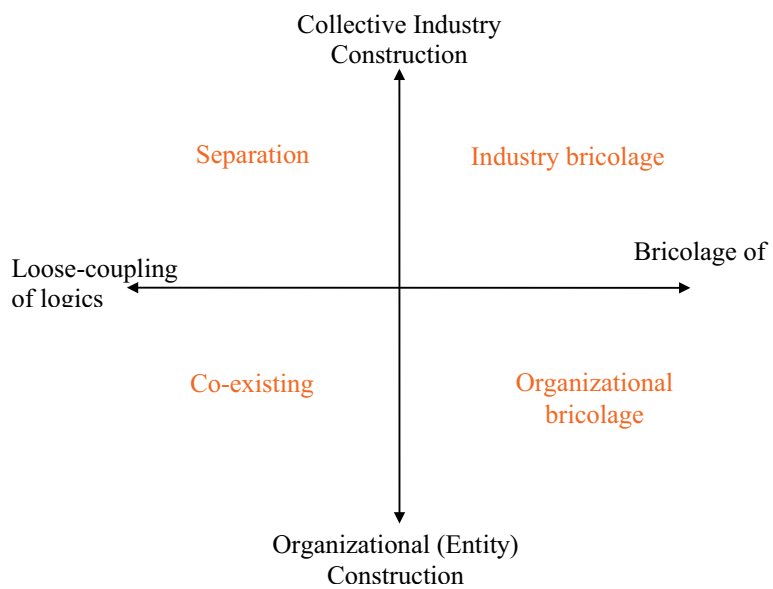 Collective Industry
Construction
Separation
Industry bricolage
Bricolage of
Loose-coupling
of logics
Co-existing
Organizational
bricolage
Organizational (Entity)
Construction